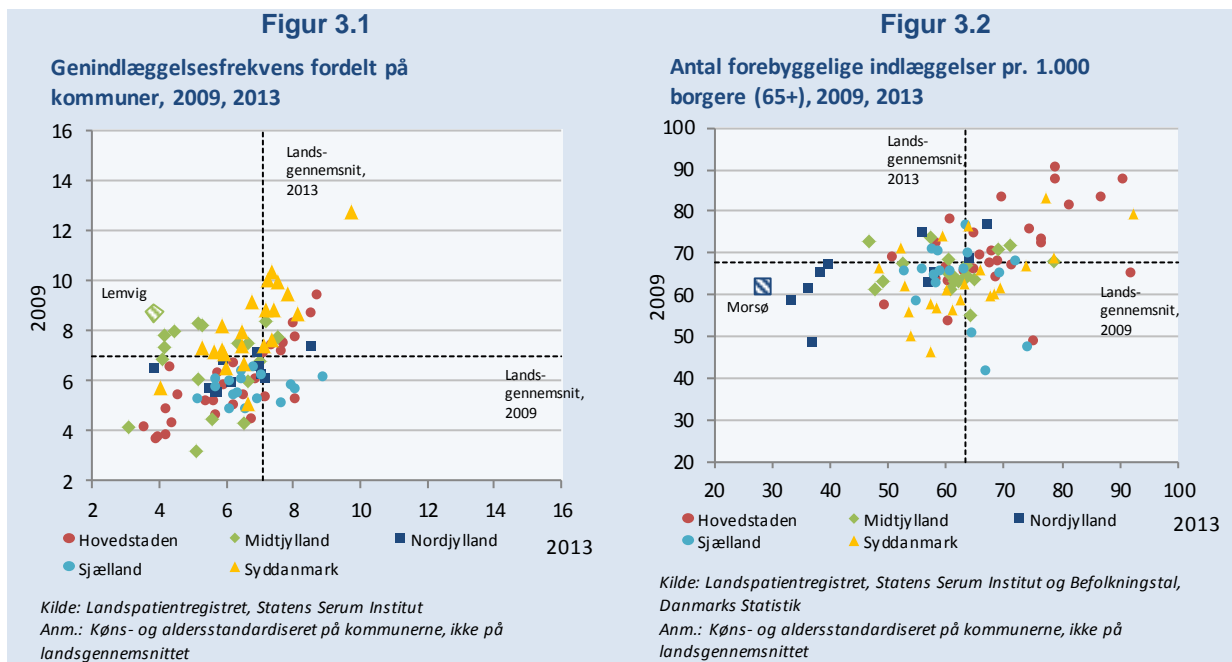 Figur 3.1
Genindlæggelsesfrekvens fordelt på
kommuner, 2009, 2013
16
14
12
10
8
6
4
2
2009
Lands-
gennemsnit,
2013
Lemvig
Lands-
gennemsnit,
2009
2 4 6 8 10 12 14 16
2013
Hovedstaden Midtjylland Nordjylland
Sjælland Syddanmark
Kilde: Landspatientregistret, Statens Serum Institut
Anm.: Køns- og aldersstandardiseret på kommunerne, ikke på
landsgennemsnittet
Figur 3.2
Antal forebyggelige indlæggelser pr. 1.000
borgere (65+), 2009, 2013
100
90
80
70
60
50
40
30
20
2009
Lands-
gennemsnit
2013
Morsø
Lands-
gennemsnit,
2009
20 30 40 50 60 70 80 90 100
2013
Hovedstaden Midtjylland Nordjylland
Sjælland Syddanmark
Kilde: Landspatientregistret, Statens Serum Institut og Befolkningstal,
Danmarks Statistik
Anm.: Køns- og aldersstandardiseret på kommunerne, ikke på
landsgennemsnittet